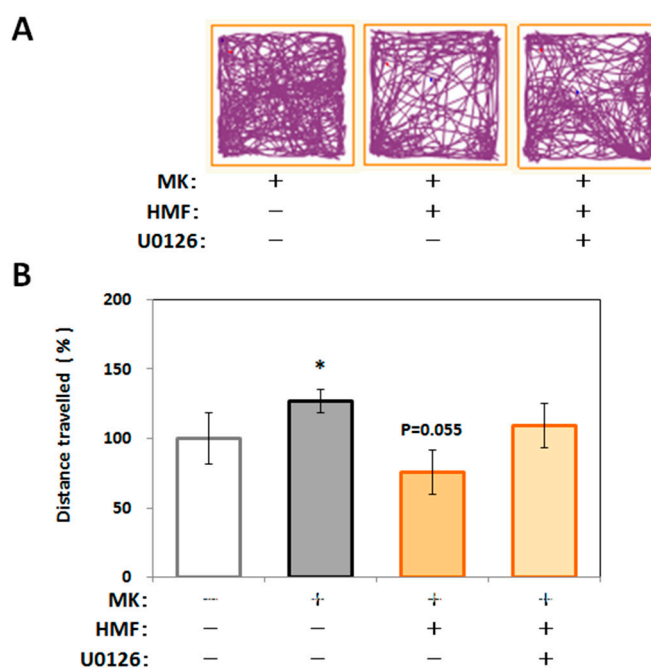 A
MK: + + +
HMF: − + +
U0126: − − +
B
200
150
100
50
0
Distance travelled (%)
*
P=0.055
MK: − + + +
HMF: − − + +
U0126: − − − +